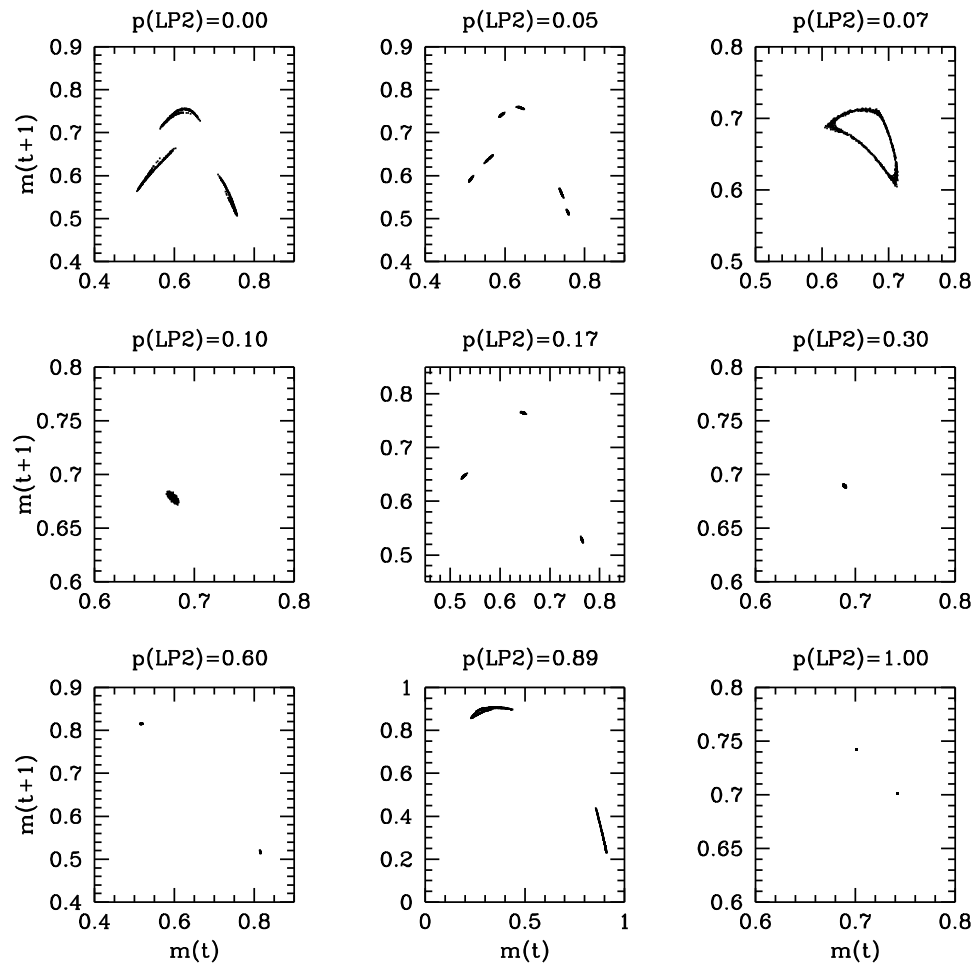 p(LP2)=0.00 p(LP2)=0.05 p(LP2)=0.07
0.9 0.9 0.8
0.8 0.8
0.7 0.7 0.7
m(t+1)
0.6 0.6 0.6
0.5 0.5
0.4 0.4 0.5
0.4 0.6 0.8 0.4 0.6 0.8 0.5 0.6 0.7 0.8
p(LP2)=0.10 p(LP2)=0.17 p(LP2)=0.30
0.8 0.8
0.8
0.75 0.75
0.7
m(t+1)
0.7 0.7
0.6
0.65 0.65
0.5
0.6 0.6
0.6 0.7 0.8 0.5 0.6 0.7 0.8 0.6 0.7 0.8
p(LP2)=0.60 p(LP2)=0.89 p(LP2)=1.00
0.9 1 0.8
0.8 0.8
0.75
0.7 0.6
m(t+1)
0.7
0.6 0.4
0.65
0.5 0.2
0.4 0 0.6
0.4 0.6 0.8 0 0.5 1 0.6 0.7 0.8
m(t) m(t) m(t)